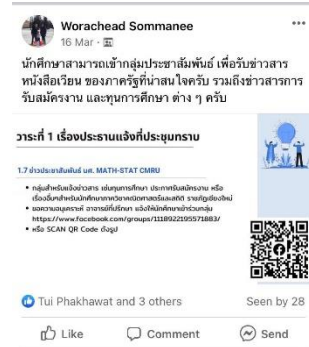 Worachead Sommanee
16 Mar ·
นักศึกษาสามารถเข้ากลุ่มประชาสัมพันธ์ เพื่อรับข่าวสาร
หนังสือเวียน ของภาครัฐที่น่าสนใจครับ รวมถึงข่าวสารการ
รับสมัครงาน และทุนการศึกษา ต่าง ๆ ครับ
วาระที่ 1 เรื่องประธานแจ้งที่ประชุมทราบ
1.7 ข่าวประชาสัมพันธ์ นศ. MATH-STAT CMRU
• กลุ่มสำหรับแจ้งข่าวสาร เช่นทุนการศึกษา ประกาศรับสมัครงาน หรือ
เรื่องอื่นๆสำหรับนักศึกษาภาควิชาคณิตศาสตร์และสถิติ ราชภัฏเชียงใหม่
• ขอความอนุเคราะห์ อาจารย์ที่ปรึกษา แจ้งให้นักศึกษาเข้าร่วมกลุ่ม
https://www.facebook.com/groups/1118922195571883/
• หรือ SCAN QR Code ดังรูป
Tui Phakhawat and 3 others
Seen by 28
Like
Comment
Send